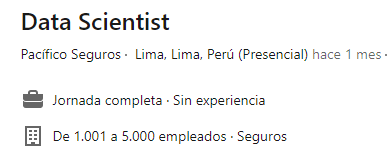 Data Scientist
Pacífico Seguros · Lima, Lima, Perú (Presencial) hace 1 mes ·
Jornada completa · Sin experiencia
De 1.001 a 5.000 empleados · Seguros